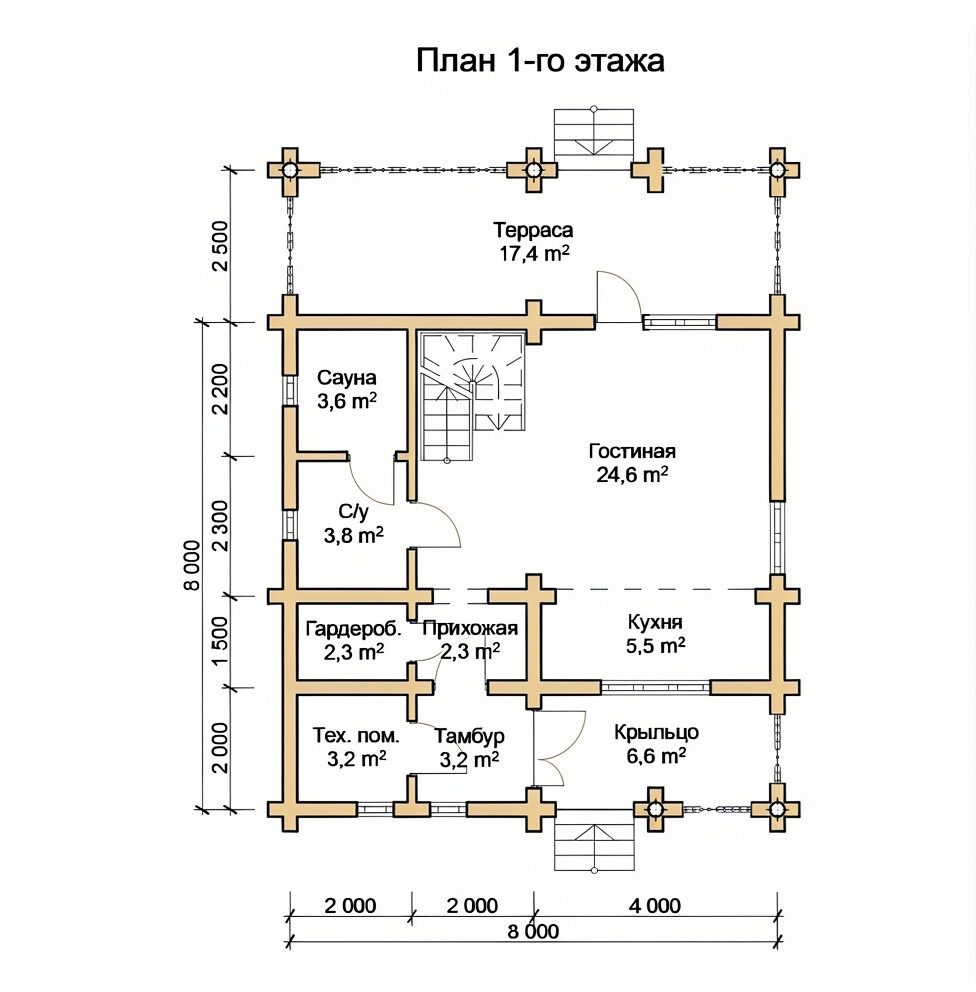 План 1-го этажа
Терраса
17,4 m²
2 500
Сауна
3,6 m²
2 200
Гостиная
24,6 m²
С/у
3,8 m²
2 300
8 000
Гардероб.
2,3 m²
Прихожая
2,3 m²
Кухня
5,5 m²
1 500
Тех. пом.
3,2 m²
Тамбур
3,2 m²
Крыльцо
6,6 m²
2 000
2 000
2 000
4 000
8 000